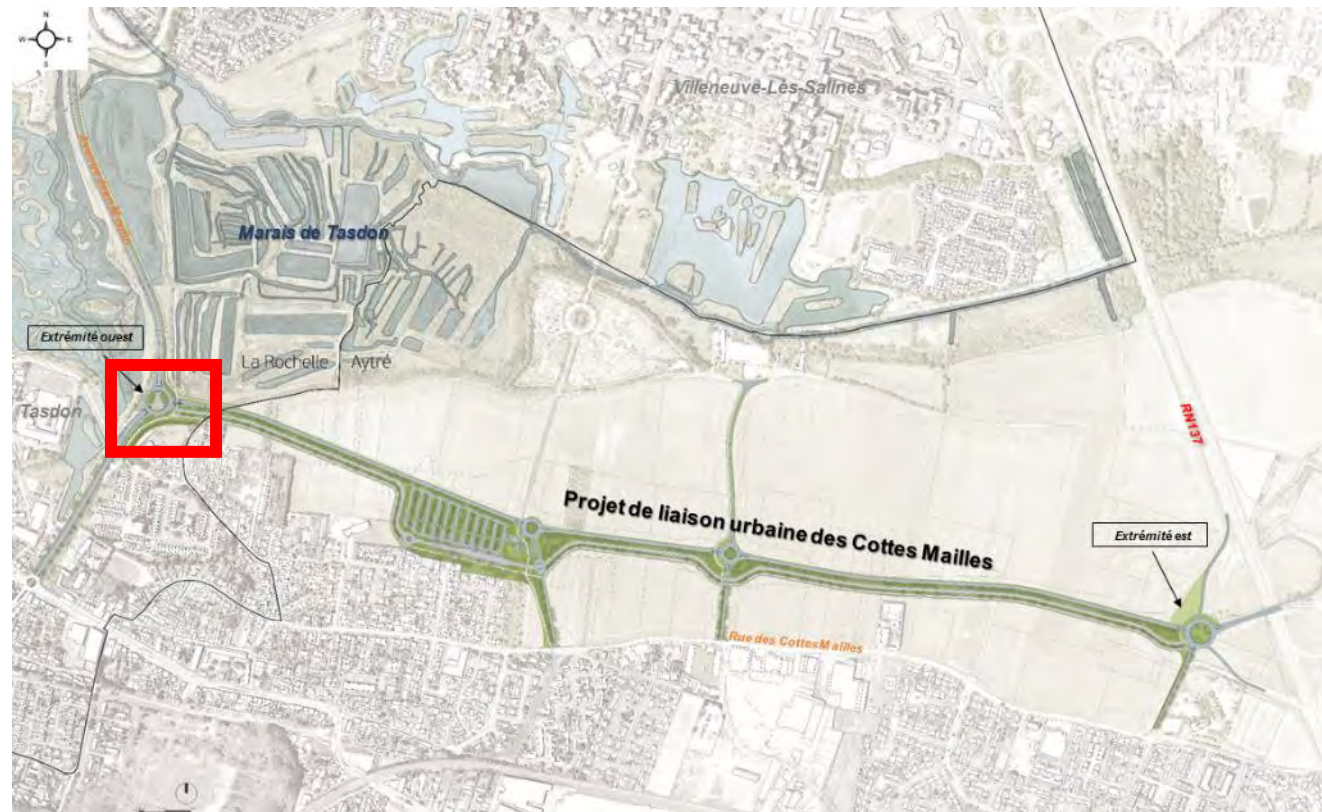 N
W E
S
Villeneuve-Lès-Salines
Marais de Tasdon
Extrémité ouest
La Rochelle Aytré
Tasdon
RN137
Projet de liaison urbaine des Cottes Mailles
Extrémité est
Rue des Cottes Mailles